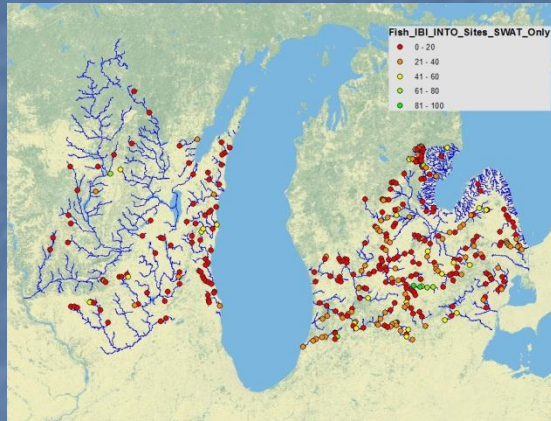 Fish_IBI_INTO_Sites_SWAT_Only
0 - 20
21 - 40
41 - 60
61 - 80
81 - 100